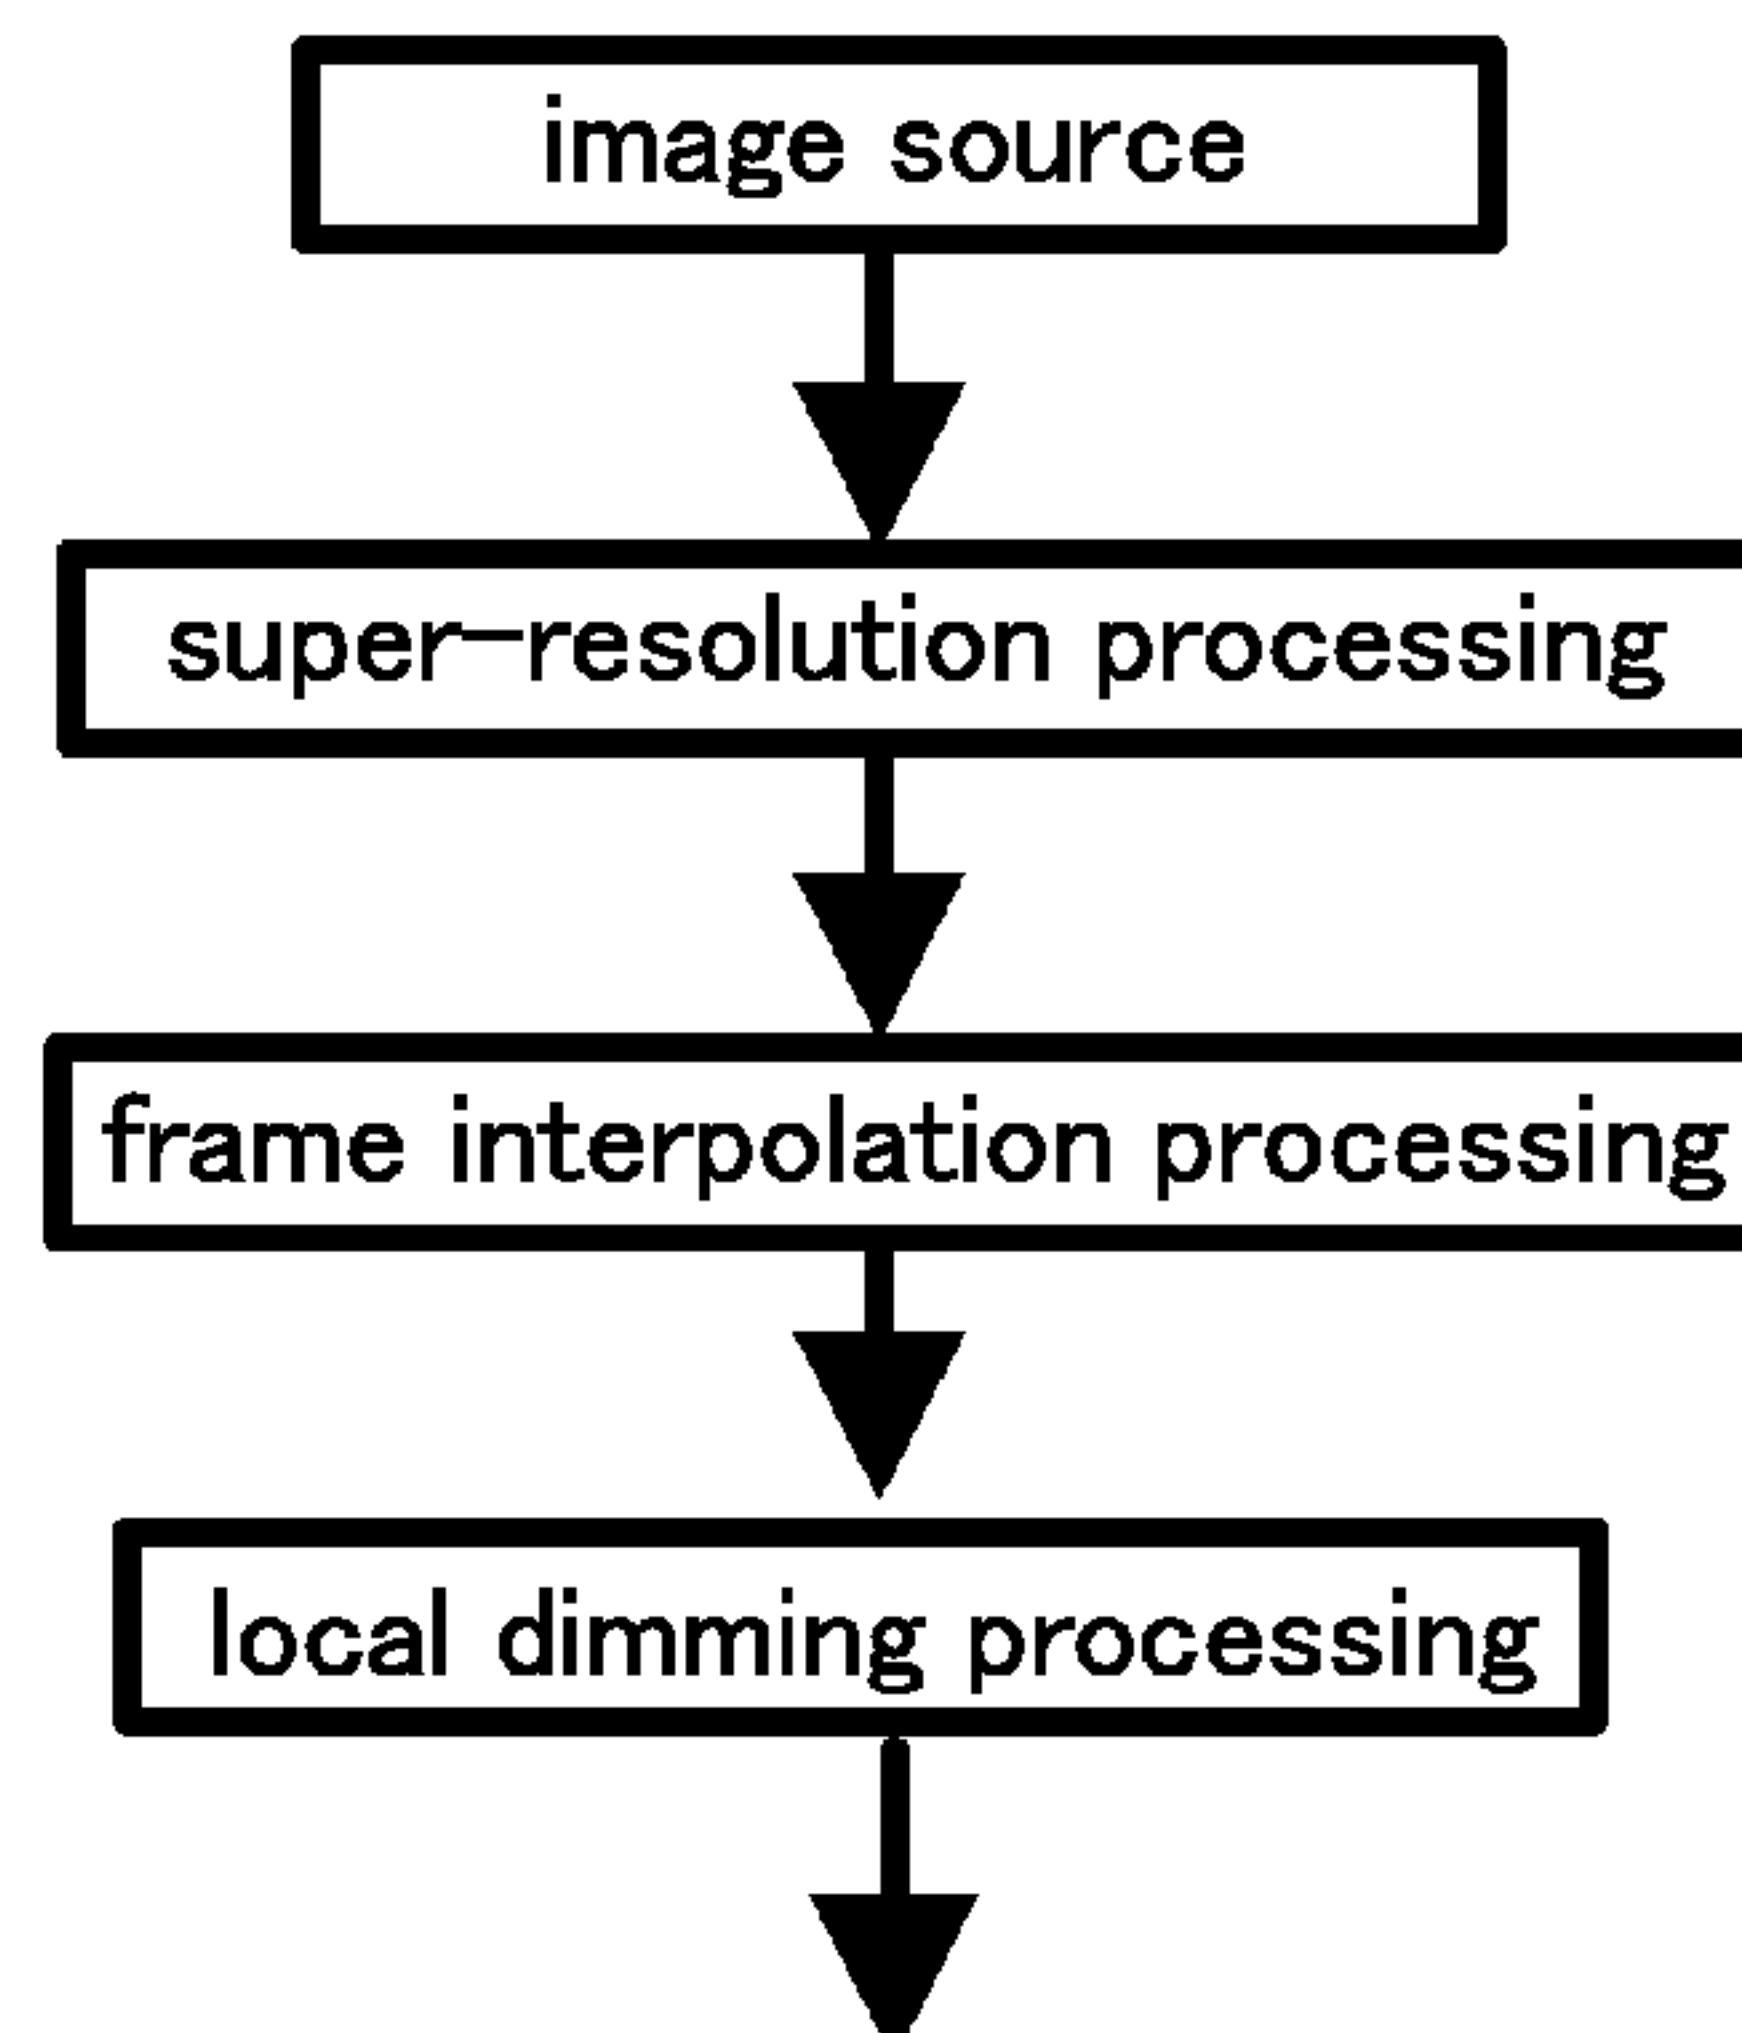 image source
super-resolution processing
frame interpolation processing
local dimming processing